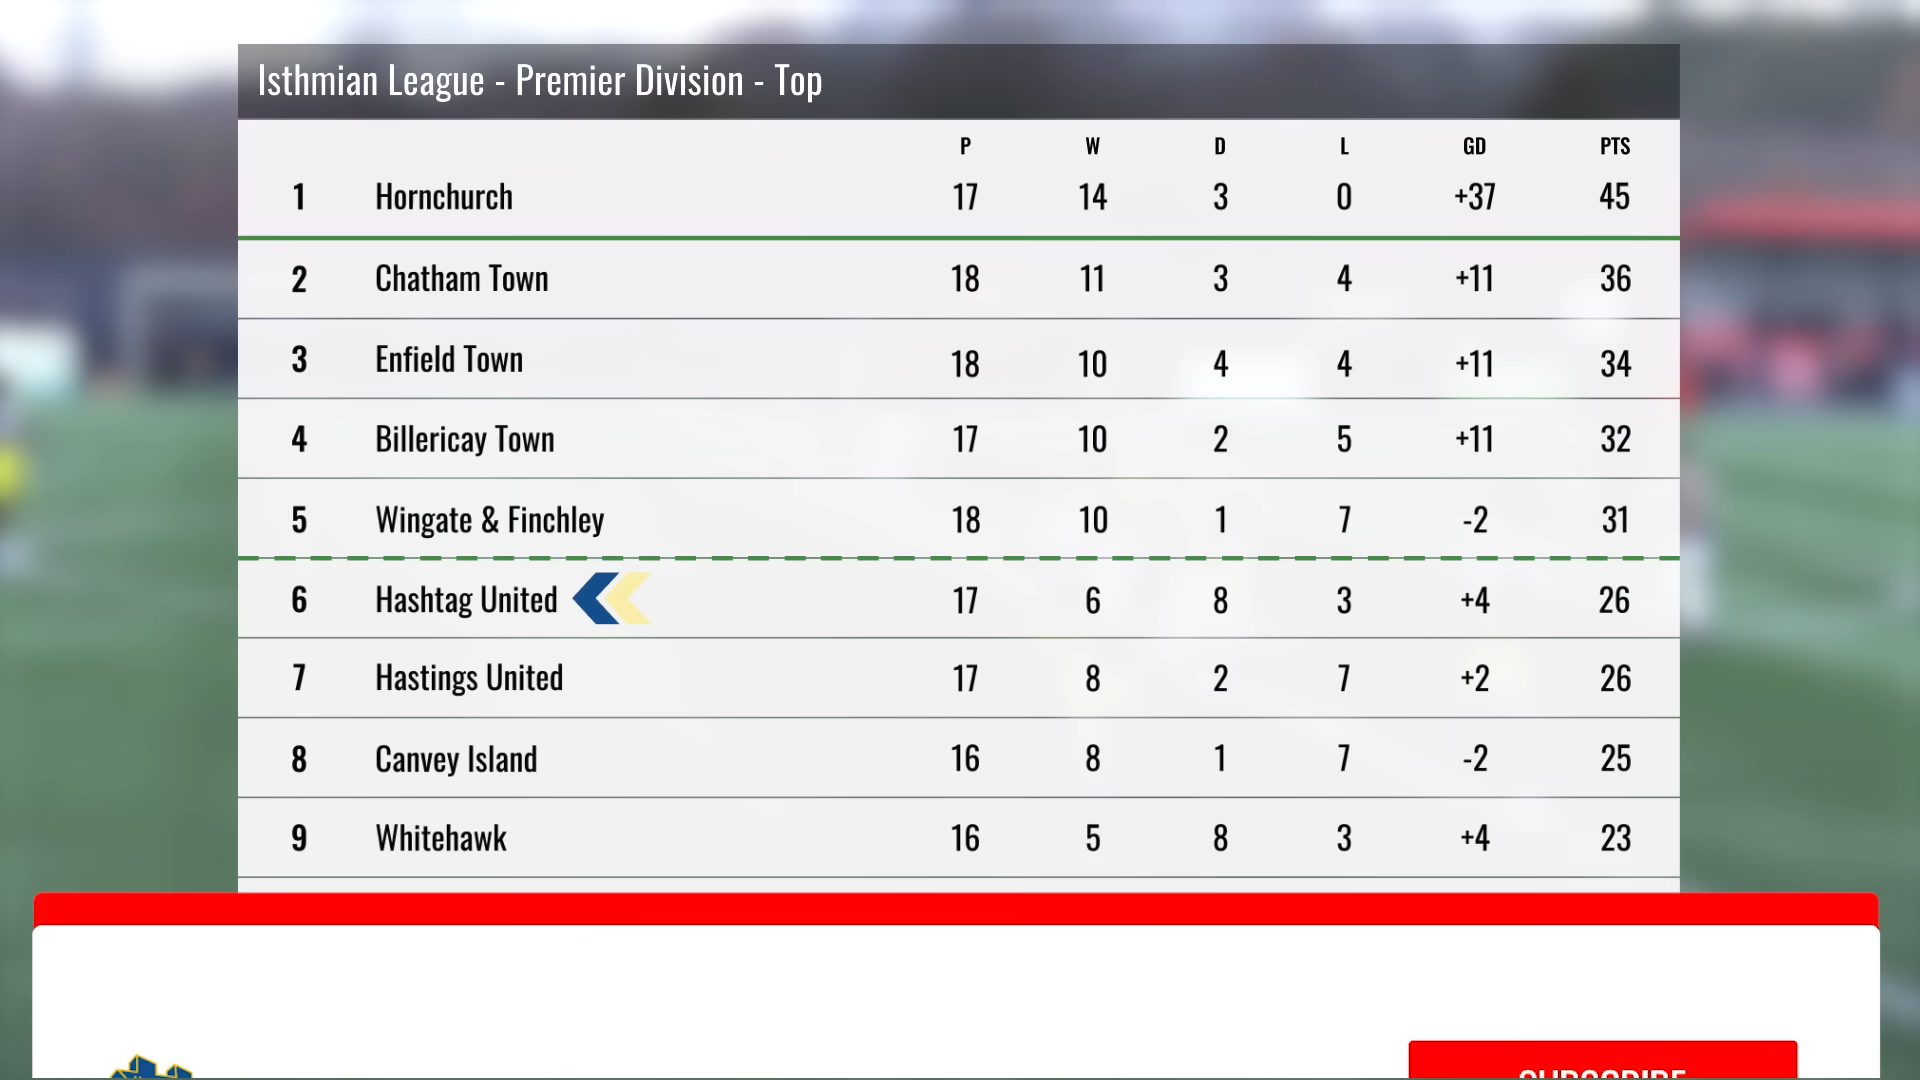 Isthmian League - Premier Division - Top
P W D L GD PTS
1 Hornchurch 17 14 3 0 +37 45
2 Chatham Town 18 11 3 4 +11 36
3 Enfield Town 18 10 4 4 +11 34
4 Billericay Town 17 10 2 5 +11 32
5 Wingate & Finchley 18 10 1 7 -2 31
6 Hashtag United 17 6 8 3 +4 26
7 Hastings United 17 8 2 7 +2 26
8 Canvey Island 16 8 1 7 -2 25
9 Whitehawk 16 5 8 3 +4 23
SUBSCRIBE